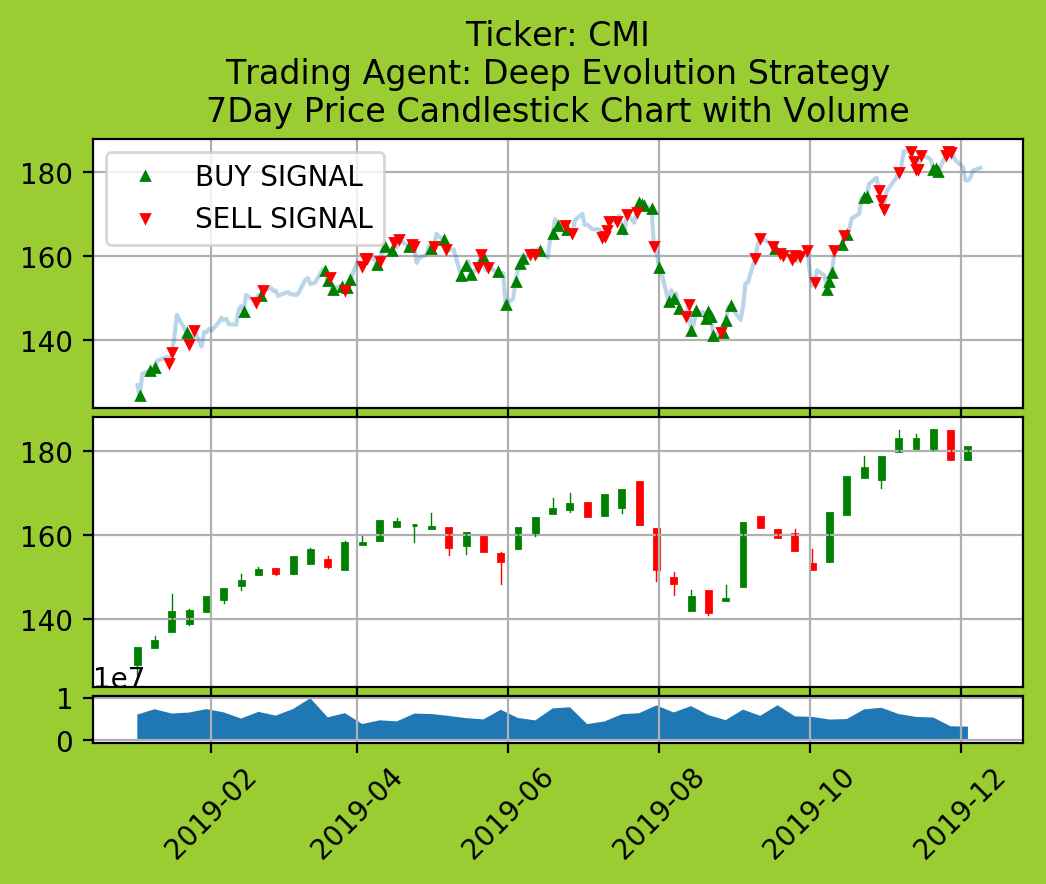 Ticker: CMI
Trading Agent: Deep Evolution Strategy
7Day Price Candlestick Chart with Volume
BUY SIGNAL
SELL SIGNAL
180
160
140
180
160
140
1e7
1
0
2019-02
2019-04
2019-06
2019-08
2019-10
2019-12